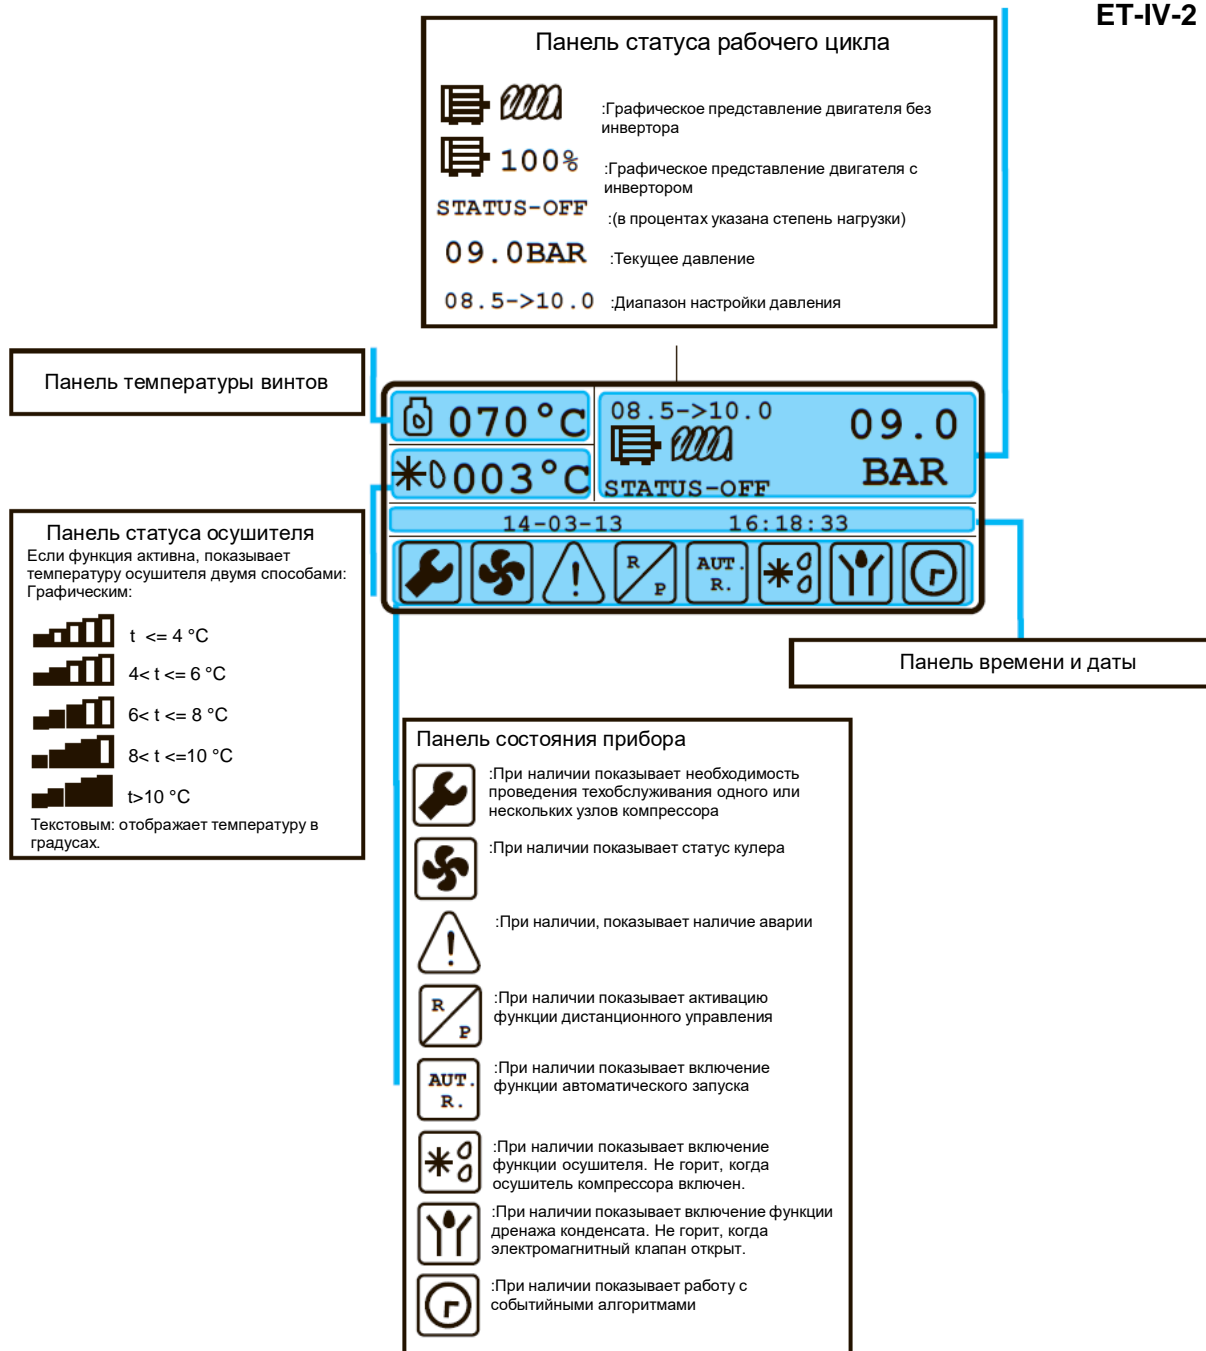 ET-IV-2
Панель статуса рабочего цикла
:Графическое представление двигателя без
инвертора
100%
:Графическое представление двигателя с
инвертором
STATUS-OFF
:(в процентах указана степень нагрузки)
09.0BAR
:Текущее давление
08.5->10.0
:Диапазон настройки давления
Панель температуры винтов
070°C
08.5->10.0
09.0
BAR
003°C
STATUS-OFF
14-03-13 16:18:33
R/P
AUT.
R.
Панель статуса осушителя
Если функция активна, показывает
температуру осушителя двумя способами:
Графическим:
t <= 4 °C
4< t <= 6 °C
6< t <= 8 °C
8< t <=10 °C
t>10 °C
Текстовым: отображает температуру в
градусах.
Панель времени и даты
Панель состояния прибора
:При наличии показывает необходимость
проведения техобслуживания одного или
нескольких узлов компрессора
:При наличии показывает статус кулера
:При наличии, показывает наличие аварии
R/P
:При наличии показывает активацию
функции дистанционного управления
AUT.
R.
:При наличии показывает включение
функции автоматического запуска
:При наличии показывает включение
функции осушителя. Не горит, когда
осушитель компрессора включен.
:При наличии показывает включение функции
дренажа конденсата. Не горит, когда
электромагнитный клапан открыт.
:При наличии показывает работу с
событийными алгоритмами